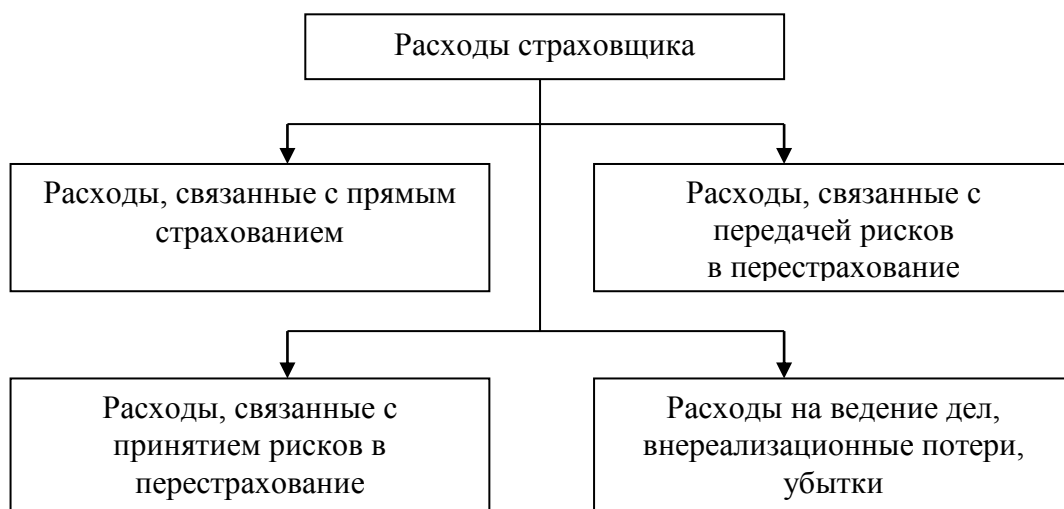 Расходы страховщика
Расходы, связанные с прямым
страхованием
Расходы, связанные с
передачей рисков
в перестрахование
Расходы, связанные с
принятием рисков в
перестрахование
Расходы на ведение дел,
внереализационные потери,
убытки